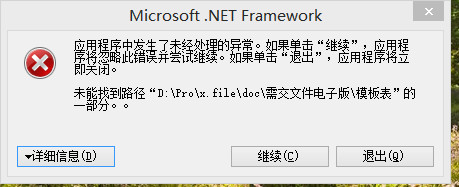 Microsoft .NET Framework
应用程序中发生了未经处理的异常。如果单击“继续”，应用程
序将忽略此错误并尝试继续。如果单击“退出”，应用程序将立
即关闭。
未能找到路径“D:\Pro\x.file\doc\需交文件电子版\模板表”的
一部分。。
详细信息(D)
继续(C)
退出(Q)